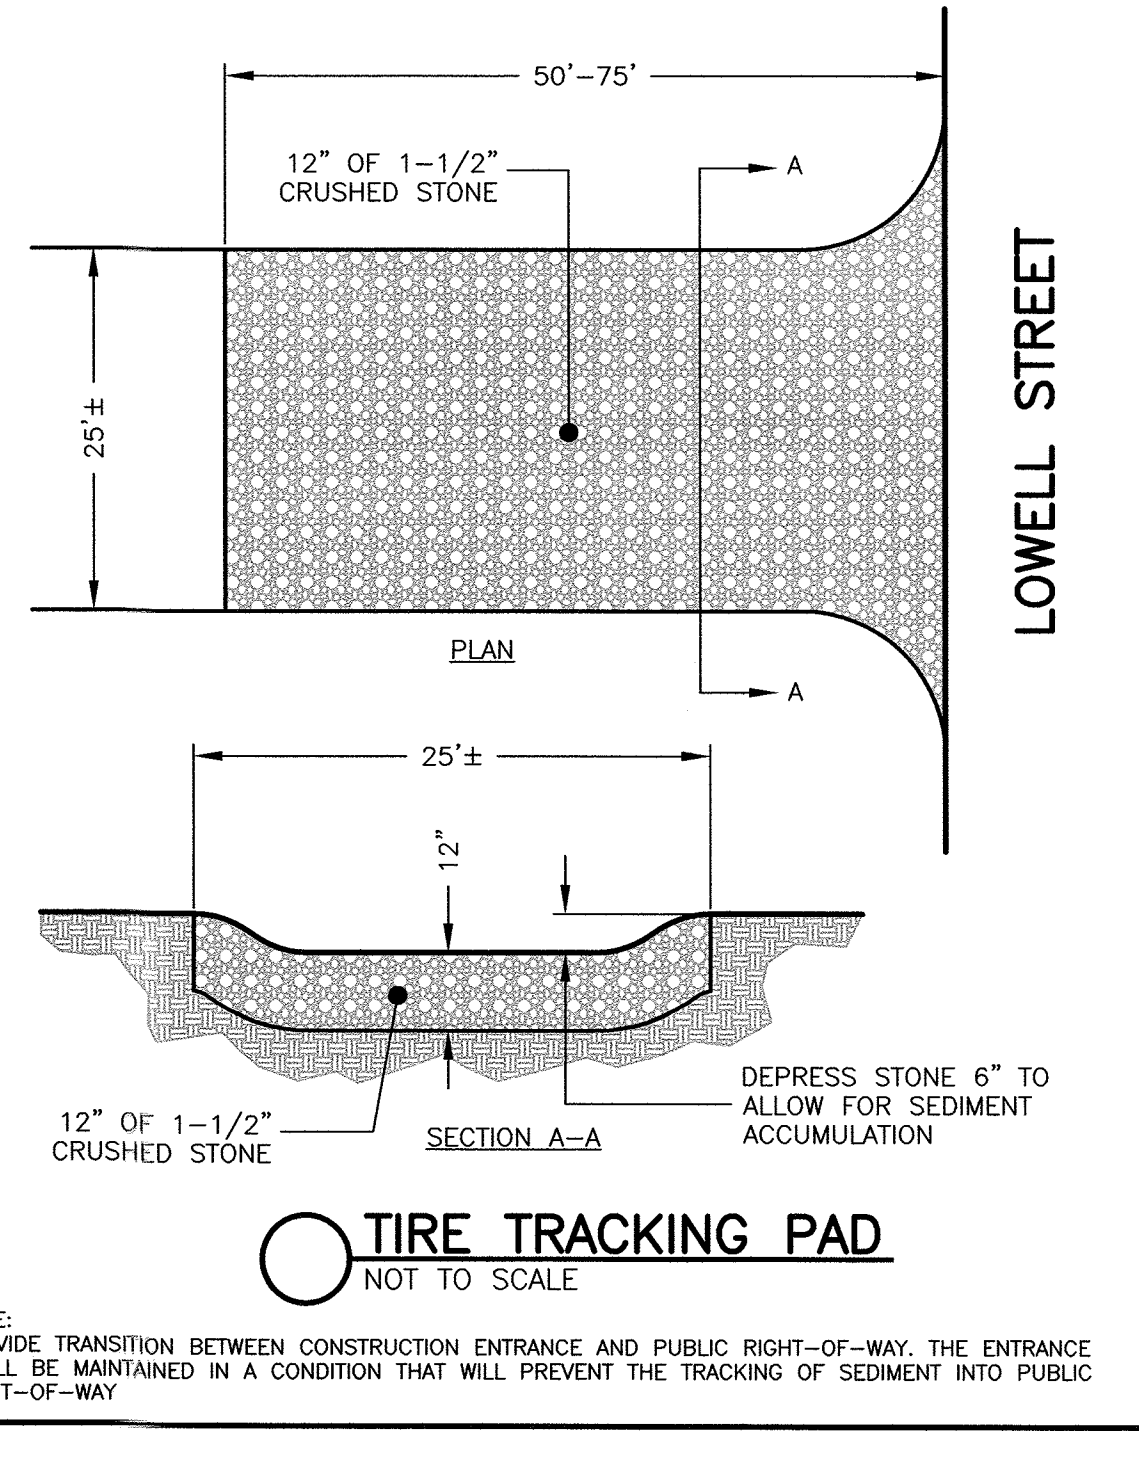 50'-75'
12" OF 1-1/2"
CRUSHED STONE
A
25'±
LOWELL STREET
PLAN
A
25'±
12"
DEPRESS STONE 6" TO
ALLOW FOR SEDIMENT
ACCUMULATION
12" OF 1-1/2"
CRUSHED STONE
SECTION A-A
TIRE TRACKING PAD
NOT TO SCALE
E:
VIDE TRANSITION BETWEEN CONSTRUCTION ENTRANCE AND PUBLIC RIGHT-OF-WAY. THE ENTRANCE
LL BE MAINTAINED IN A CONDITION THAT WILL PREVENT THE TRACKING OF SEDIMENT INTO PUBLIC
T-OF-WAY